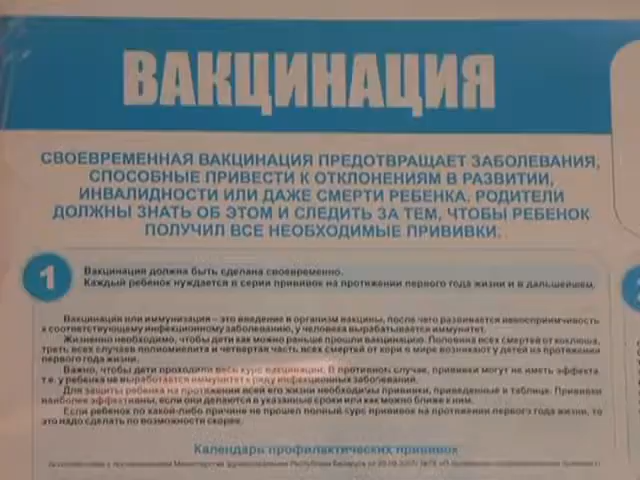 ВАКЦИНАЦИЯ
СВОЕВРЕМЕННАЯ ВАКЦИНАЦИЯ ПРЕДОТВРАЩАЕТ ЗАБОЛЕВАНИЯ,
СПОСОБНЫЕ ПРИВЕСТИ К ОТКЛОНЕНИЯМ В РАЗВИТИИ,
ИНВАЛИДНОСТИ ИЛИ ДАЖЕ СМЕРТИ РЕБЕНКА. РОДИТЕЛИ
ДОЛЖНЫ ЗНАТЬ ОБ ЭТОМ И СЛЕДИТЬ ЗА ТЕМ, ЧТОБЫ РЕБЕНОК
ПОЛУЧИЛ ВСЕ НЕОБХОДИМЫЕ ПРИВИВКИ.
1
Вакцинация должна быть сделана своевременно.
Каждый ребенок нуждается в серии прививок на протяжении первого года жизни и в дальнейшем.
Вакцинация или иммунизация – это введение в организм вакцины, после чего развивается невосприимчивость
к соответствующему инфекционному заболеванию, у человека вырабатывается иммунитет.
Жизненно необходимо, чтобы дети как можно раньше прошли вакцинацию. Половина всех смертей от коклюша,
треть всех случаев полиомиелита и четвертая часть всех смертей от кори в мире возникают у детей на протяжении
первого года жизни.
Важно, чтобы дети проходили весь курс вакцинации. В противном случае, прививки могут не иметь эффекта,
т.е. у ребенка не выработается иммунитет к ряду инфекционных заболеваний.
Для защиты ребенка на протяжении всей его жизни необходимы прививки, приведенные в таблице. Прививки
наиболее эффективны, если они делаются в указанные сроки или как можно ближе к ним.
Если ребенок по какой-либо причине не прошел полный курс прививок на протяжении первого года жизни, то
это надо сделать по возможности скорее.
Календарь профилактических прививок
Министерства здравоохранения Республики Беларусь